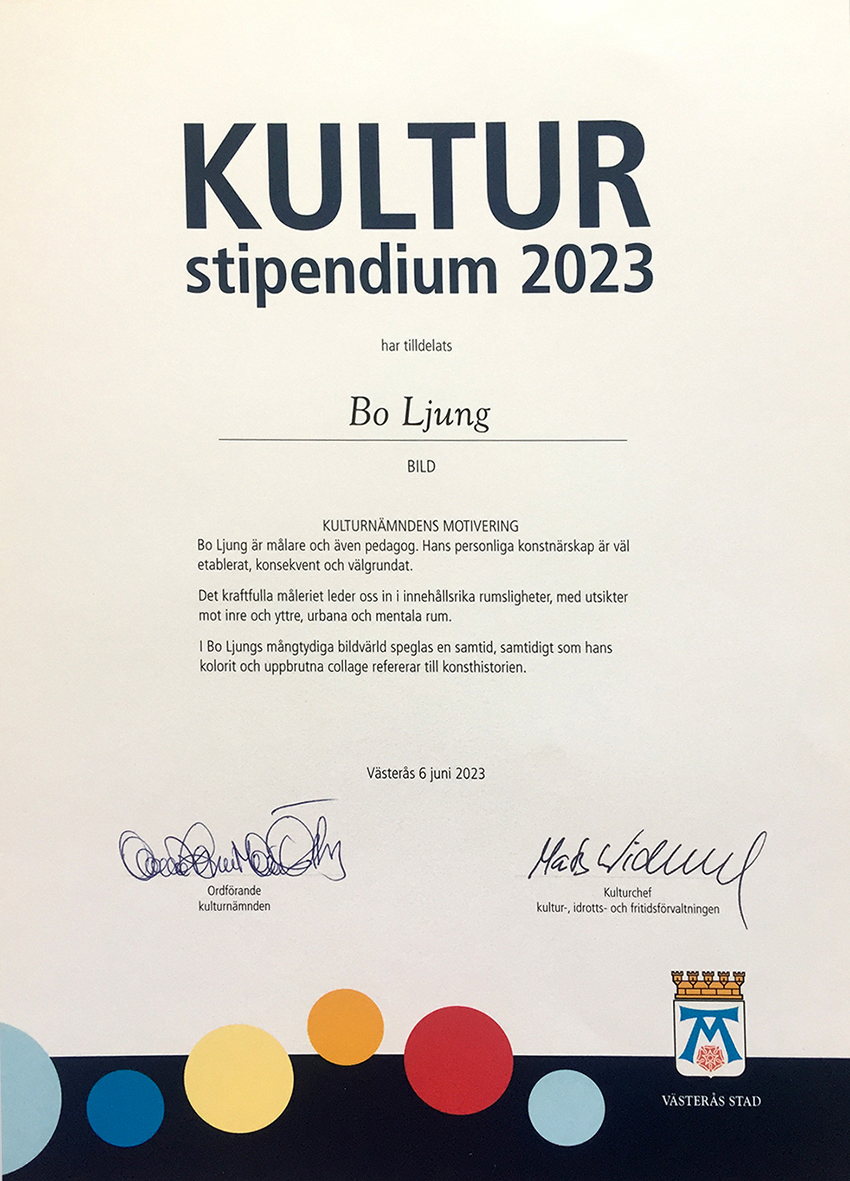 KULTUR
stipendium 2023
har tilldelats
Bo Ljung
BILD
KULTURNÄMNDENS MOTIVERING
Bo Ljung är målare och även pedagog. Hans personliga konstnärskap är väl
etablerat, konsekvent och välgrundat.
Det kraftfulla måleriet leder oss in i innehållsrika rumsligheter, med utsikter
mot inre och yttre, urbana och mentala rum.
I Bo Ljungs mångtydiga bildvärld speglas en samtid, samtidigt som hans
kolorit och uppbrutna collage refererar till konsthistorien.
Västerås 6 juni 2023
Ordförande
kulturnämnden
Kulturchef
kultur-, idrotts- och fritidsförvaltningen
VÄSTERÅS STAD